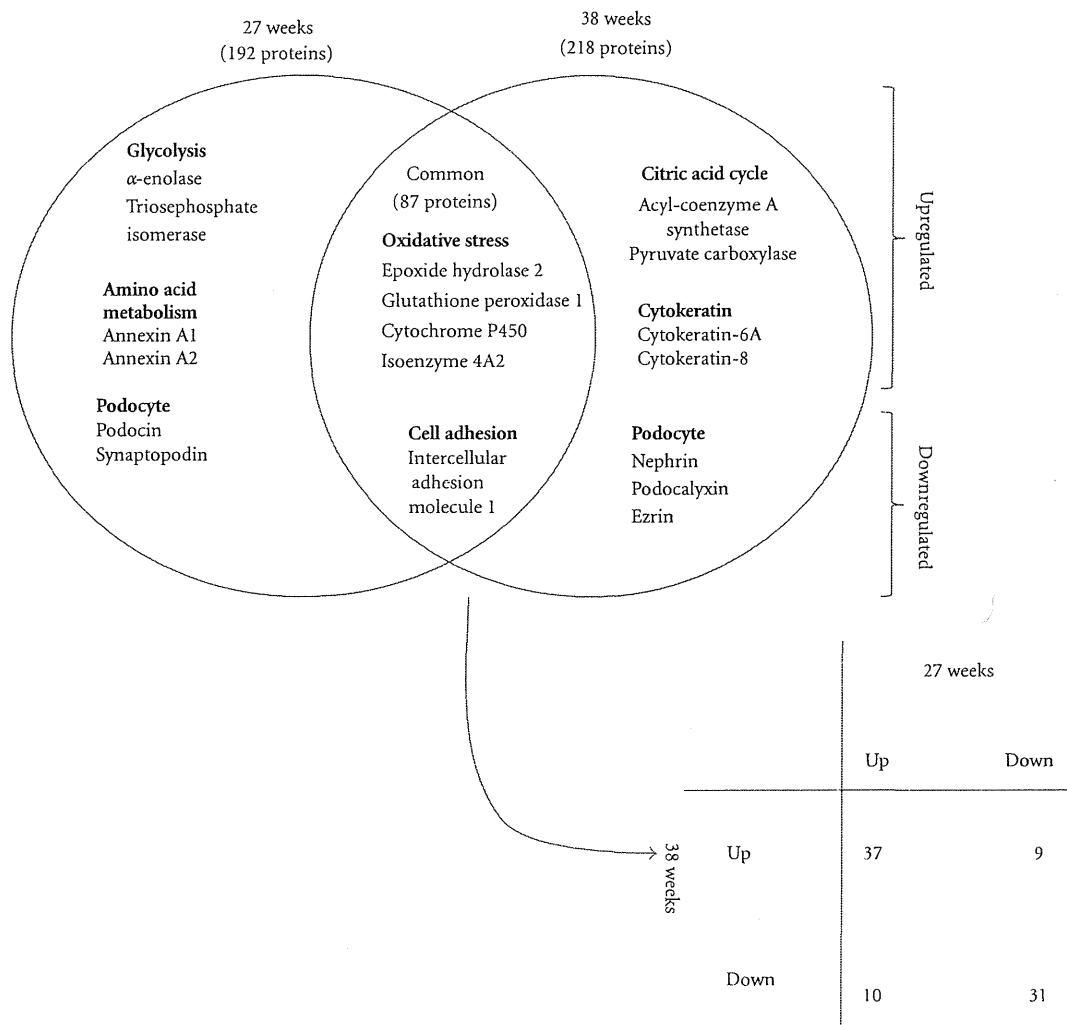 27 weeks
(192 proteins)
38 weeks
(218 proteins)
Glycolysis
α-enolase
Triosephosphate
isomerase
Amino acid
metabolism
Annexin A1
Annexin A2
Podocyte
Podocin
Synaptopodin
Common
(87 proteins)
Oxidative stress
Epoxide hydrolase 2
Glutathione peroxidase 1
Cytochrome P450
Isoenzyme 4A2
Cell adhesion
Intercellular
adhesion
molecule 1
Citric acid cycle
Acyl-coenzyme A
synthetase
Pyruvate carboxylase
Cytokeratin
Cytokeratin-6A
Cytokeratin-8
Podocyte
Nephrin
Podocalyxin
Ezrin
Upregulated
Downregulated
27 weeks
Up Down
38 weeks
Up 37 9
Down 10 31